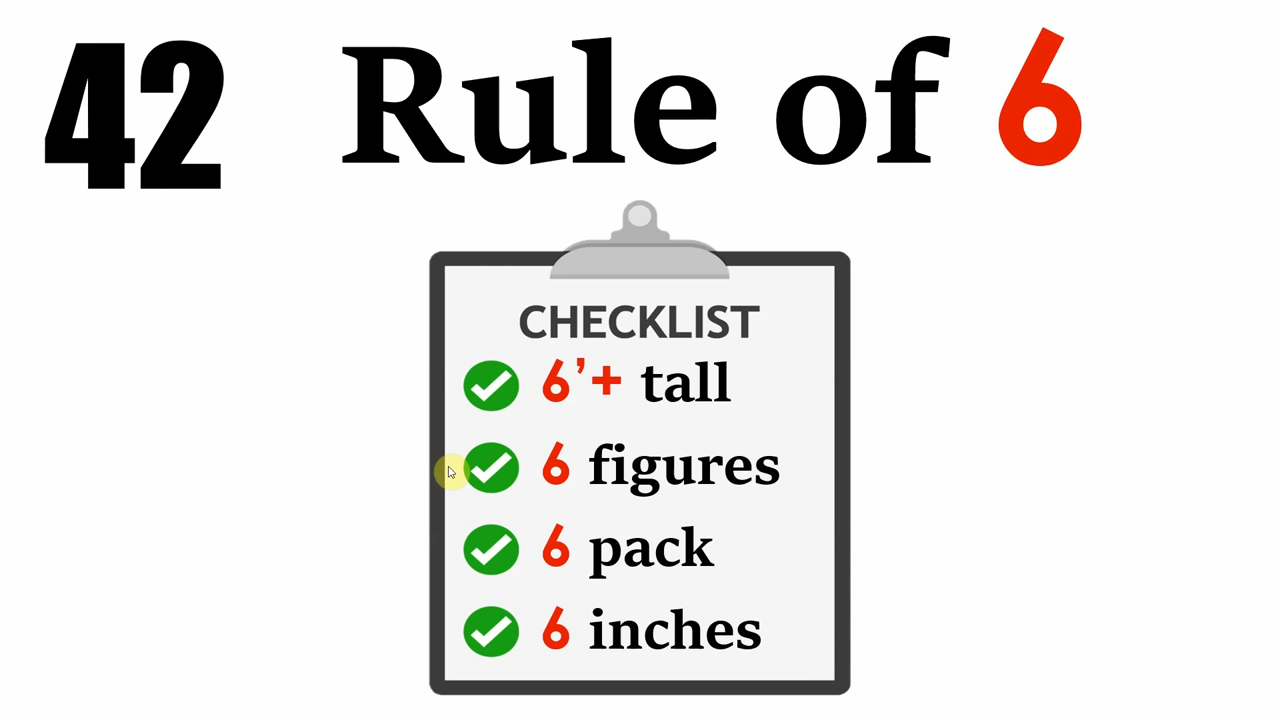 42 Rule of 6
CHECKLIST
6’+ tall
6 figures
6 pack
6 inches